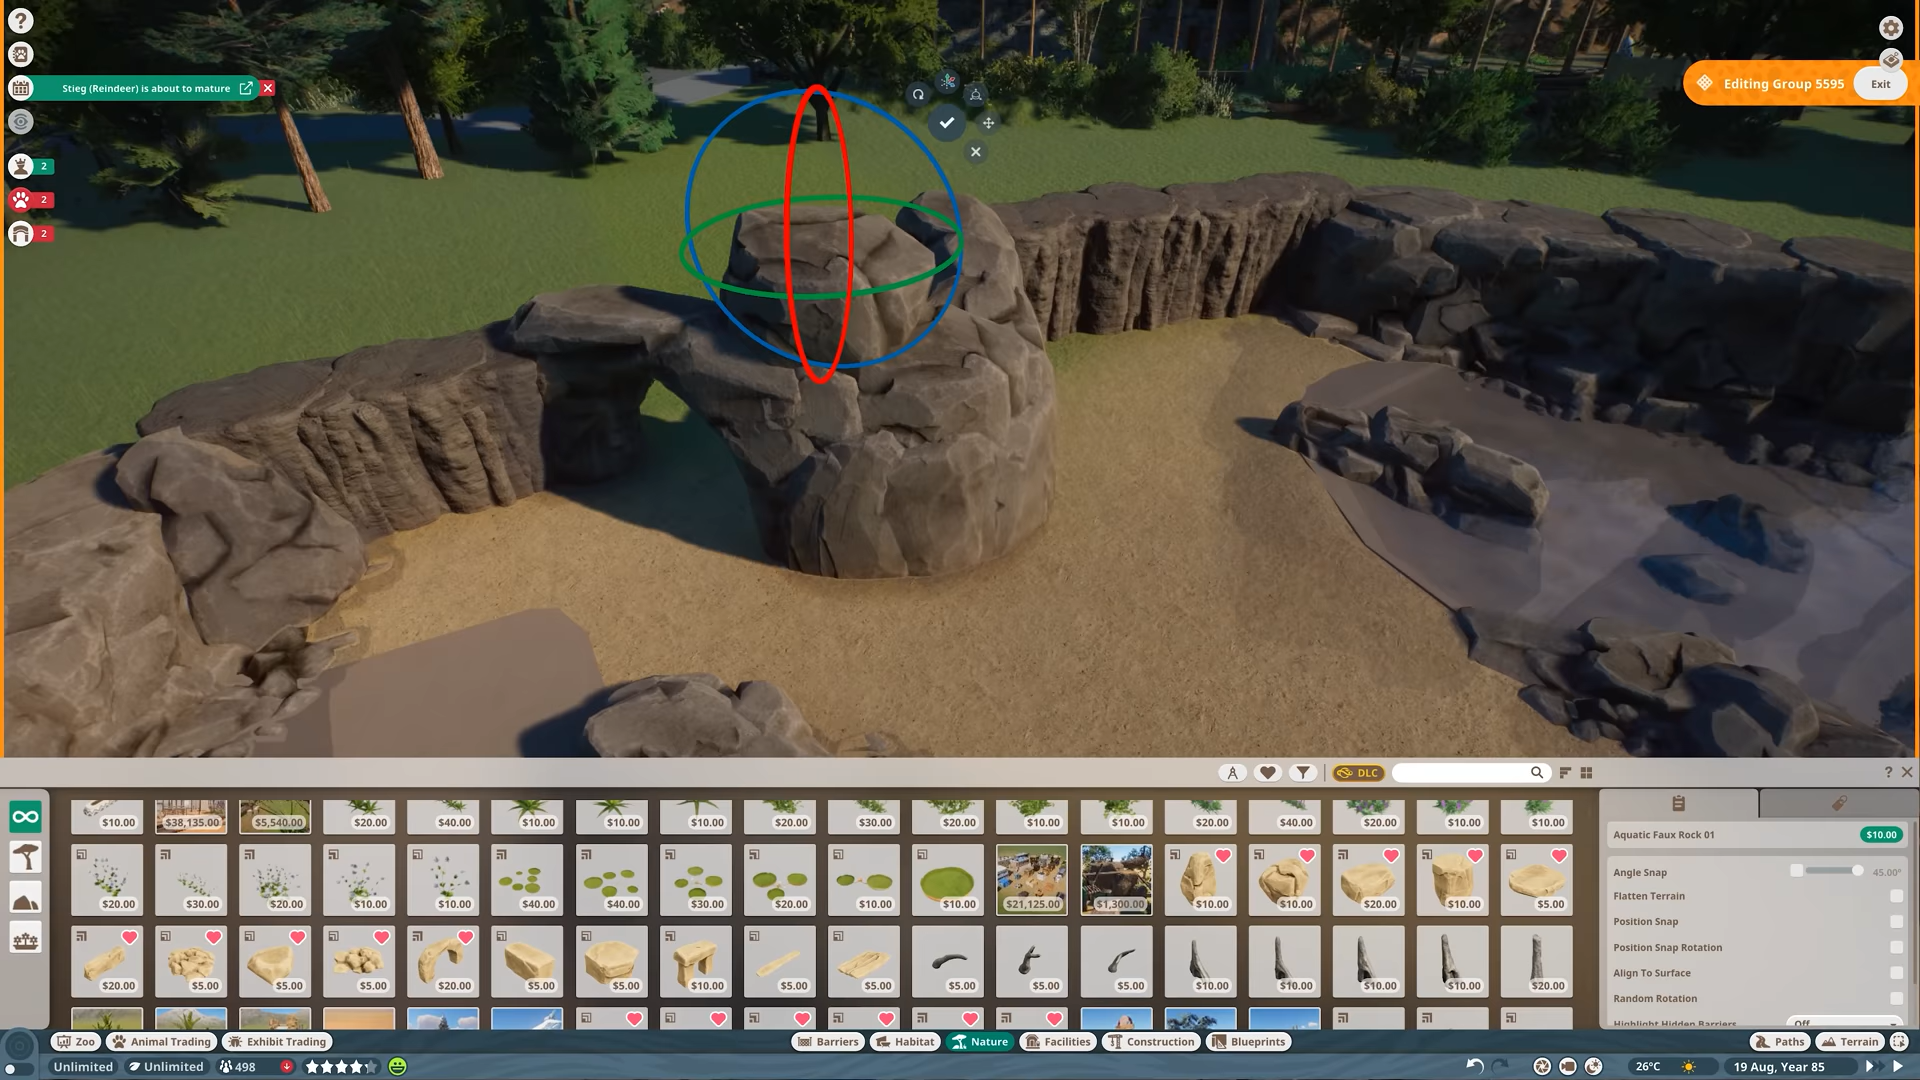 ?
Stieg (Reindeer) is about to mature
Editing Group 5595
Exit
2
2
2
DLC
?
$10.00 $38,135.00 $5,540.00 $20.00 $40.00 $10.00 $10.00 $10.00 $20.00 $30.00 $20.00 $10.00 $10.00 $20.00 $40.00 $20.00 $10.00 $10.00
$20.00 $30.00 $20.00 $10.00 $10.00 $40.00 $40.00 $30.00 $20.00 $10.00 $10.00 $21,125.00 $1,300.00 $10.00 $10.00 $20.00 $10.00 $5.00
$20.00 $5.00 $5.00 $5.00 $20.00 $5.00 $5.00 $10.00 $5.00 $5.00 $5.00 $5.00 $5.00 $10.00 $10.00 $10.00 $10.00 $20.00
Aquatic Faux Rock 01 $10.00
Angle Snap 45.00°
Flatten Terrain
Position Snap
Position Snap Rotation
Align To Surface
Random Rotation
Highlight Hidden Barriers Off
Zoo Animal Trading Exhibit Trading Barriers Habitat Nature Facilities Construction Blueprints Paths Terrain
Unlimited Unlimited 498 26°C 19 Aug, Year 85